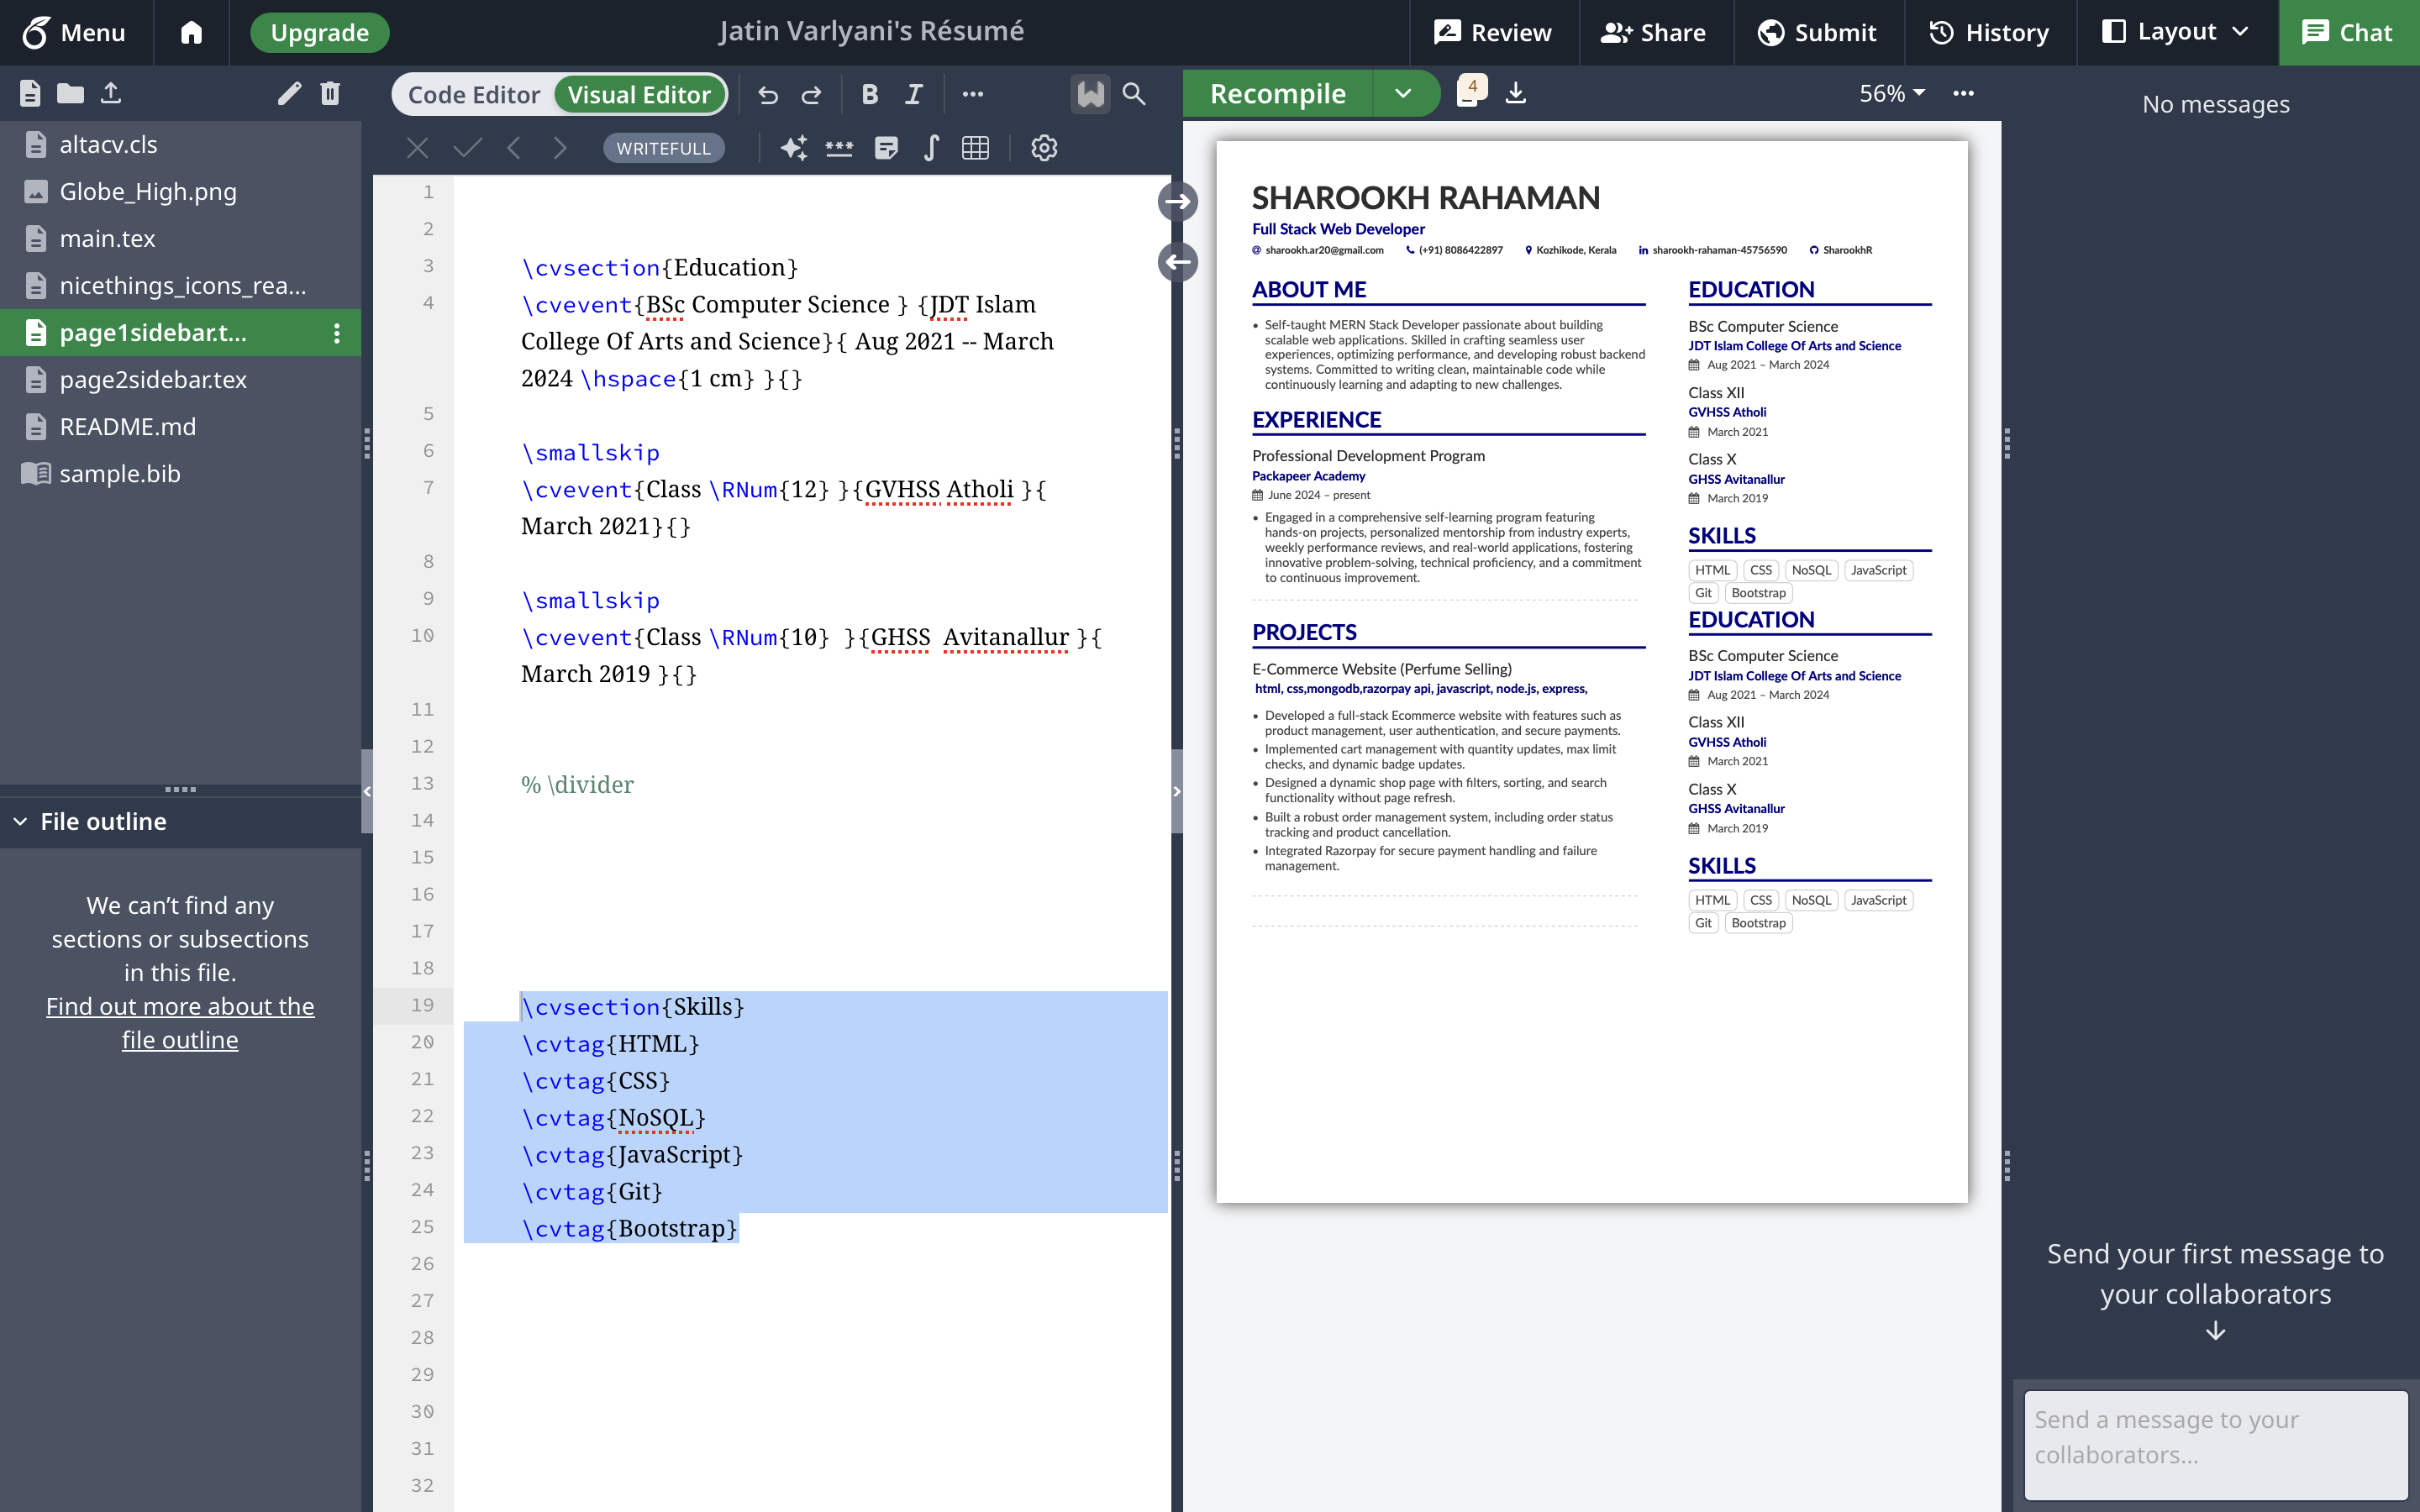 Menu
Upgrade
Jatin Varlyani's Résumé
Review
Share
Submit
History
Layout
Chat
Code Editor
Visual Editor
B
I
WRITEFULL
Recompile
4
56%
No messages
altacv.cls
Globe_High.png
main.tex
nicethings_icons_rea...
page1sidebar.t...
page2sidebar.tex
README.md
sample.bib
File outline
We can't find any
sections or subsections
in this file.
Find out more about the
file outline
1
2
3 \cvsection{Education}
4 \cvevent{BSc Computer Science } {JDT Islam
College Of Arts and Science}{ Aug 2021 -- March
2024 \hspace{1 cm} }{}
5
6 \smallskip
7 \cvevent{Class \RNum{12} }{GVHSS Atholi }{
March 2021}{}
8
9 \smallskip
10 \cvevent{Class \RNum{10} }{GHSS Avitanallur }{
March 2019 }{}
11
12
13 % \divider
14
15
16
17
18
19 \cvsection{Skills}
20 \cvtag{HTML}
21 \cvtag{CSS}
22 \cvtag{NoSQL}
23 \cvtag{JavaScript}
24 \cvtag{Git}
25 \cvtag{Bootstrap}
26
27
28
29
30
31
32
SHAROOKH RAHAMAN
Full Stack Web Developer
sharookh.ar20@gmail.com (+91) 8086422897 Kozhikode, Kerala sharookh-rahaman-45756590 SharookhR
ABOUT ME
• Self-taught MERN Stack Developer passionate about building
scalable web applications. Skilled in crafting seamless user
experiences, optimizing performance, and developing robust backend
systems. Committed to writing clean, maintainable code while
continuously learning and adapting to new challenges.
EXPERIENCE
Professional Development Program
Packapeer Academy
June 2024 – present
• Engaged in a comprehensive self-learning program featuring
hands-on projects, personalized mentorship from industry experts,
weekly performance reviews, and real-world applications, fostering
innovative problem-solving, technical proficiency, and a commitment
to continuous improvement.
PROJECTS
E-Commerce Website (Perfume Selling)
html, css,mongodb,razorpay api, javascript, node.js, express,
• Developed a full-stack Ecommerce website with features such as
product management, user authentication, and secure payments.
• Implemented cart management with quantity updates, max limit
checks, and dynamic badge updates.
• Designed a dynamic shop page with filters, sorting, and search
functionality without page refresh.
• Built a robust order management system, including order status
tracking and product cancellation.
• Integrated Razorpay for secure payment handling and failure
management.
EDUCATION
BSc Computer Science
JDT Islam College Of Arts and Science
Aug 2021 – March 2024
Class XII
GVHSS Atholi
March 2021
Class X
GHSS Avitanallur
March 2019
SKILLS
HTML CSS NoSQL JavaScript
Git Bootstrap
EDUCATION
BSc Computer Science
JDT Islam College Of Arts and Science
Aug 2021 – March 2024
Class XII
GVHSS Atholi
March 2021
Class X
GHSS Avitanallur
March 2019
SKILLS
HTML CSS NoSQL JavaScript
Git Bootstrap
Send your first message to
your collaborators
Send a message to your
collaborators...